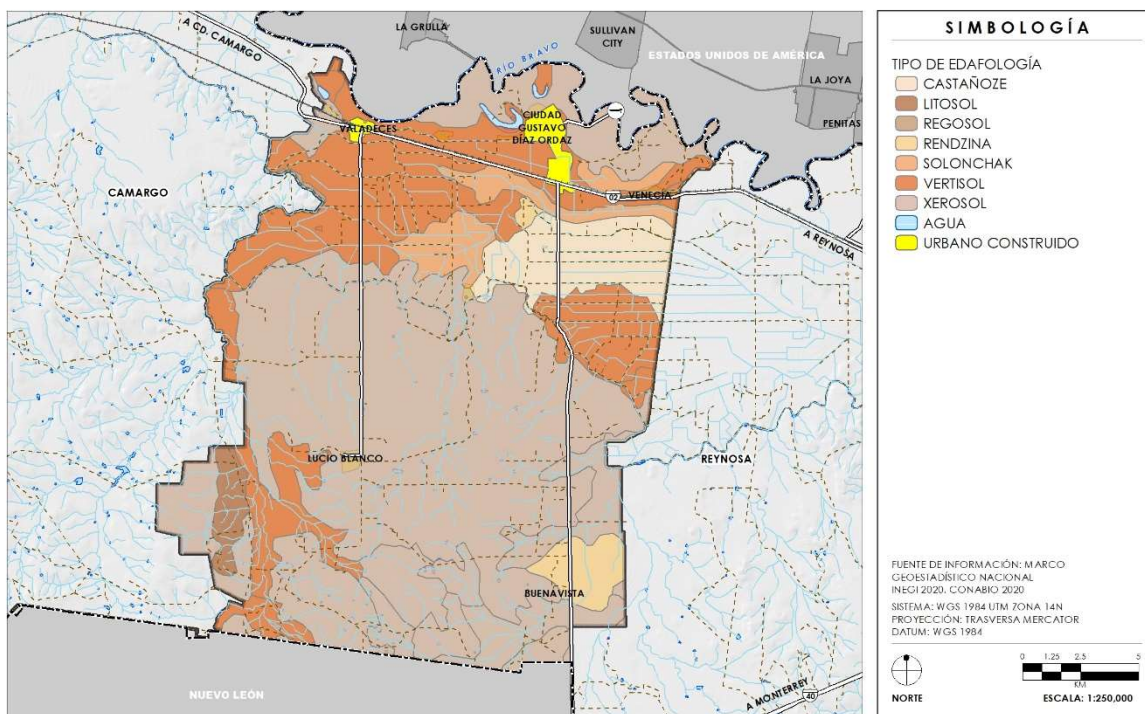 A CD. CAMARGO
LA GRULLA
SULLIVAN
CITY
ESTADOS UNIDOS DE AMÉRICA
RÍO BRAVO
LA JOYA
PENITAS
VALADECES
CIUDAD
GUSTAVO
DÍAZ ORDAZ
CAMARGO
02
VENECIA
A REYNOSA
LUCIO BLANCO
REYNOSA
BUENAVISTA
NUEVO LEÓN
A MONTERREY
40
SIMBOLOGÍA
TIPO DE EDAFOLOGÍA
CASTAÑOZE
LITOSOL
REGOSOL
RENDZINA
SOLONCHAK
VERTISOL
XEROSOL
AGUA
URBANO CONSTRUIDO
FUENTE DE INFORMACIÓN: MARCO
GEOESTADÍSTICO NACIONAL
INEGI 2020. CONABIO 2020
SISTEMA: WGS 1984 UTM ZONA 14N
PROYECCIÓN: TRASVERSA MERCATOR
DATUM: WGS 1984
0 1.25 2.5 5
KM
NORTE
ESCALA: 1:250,000